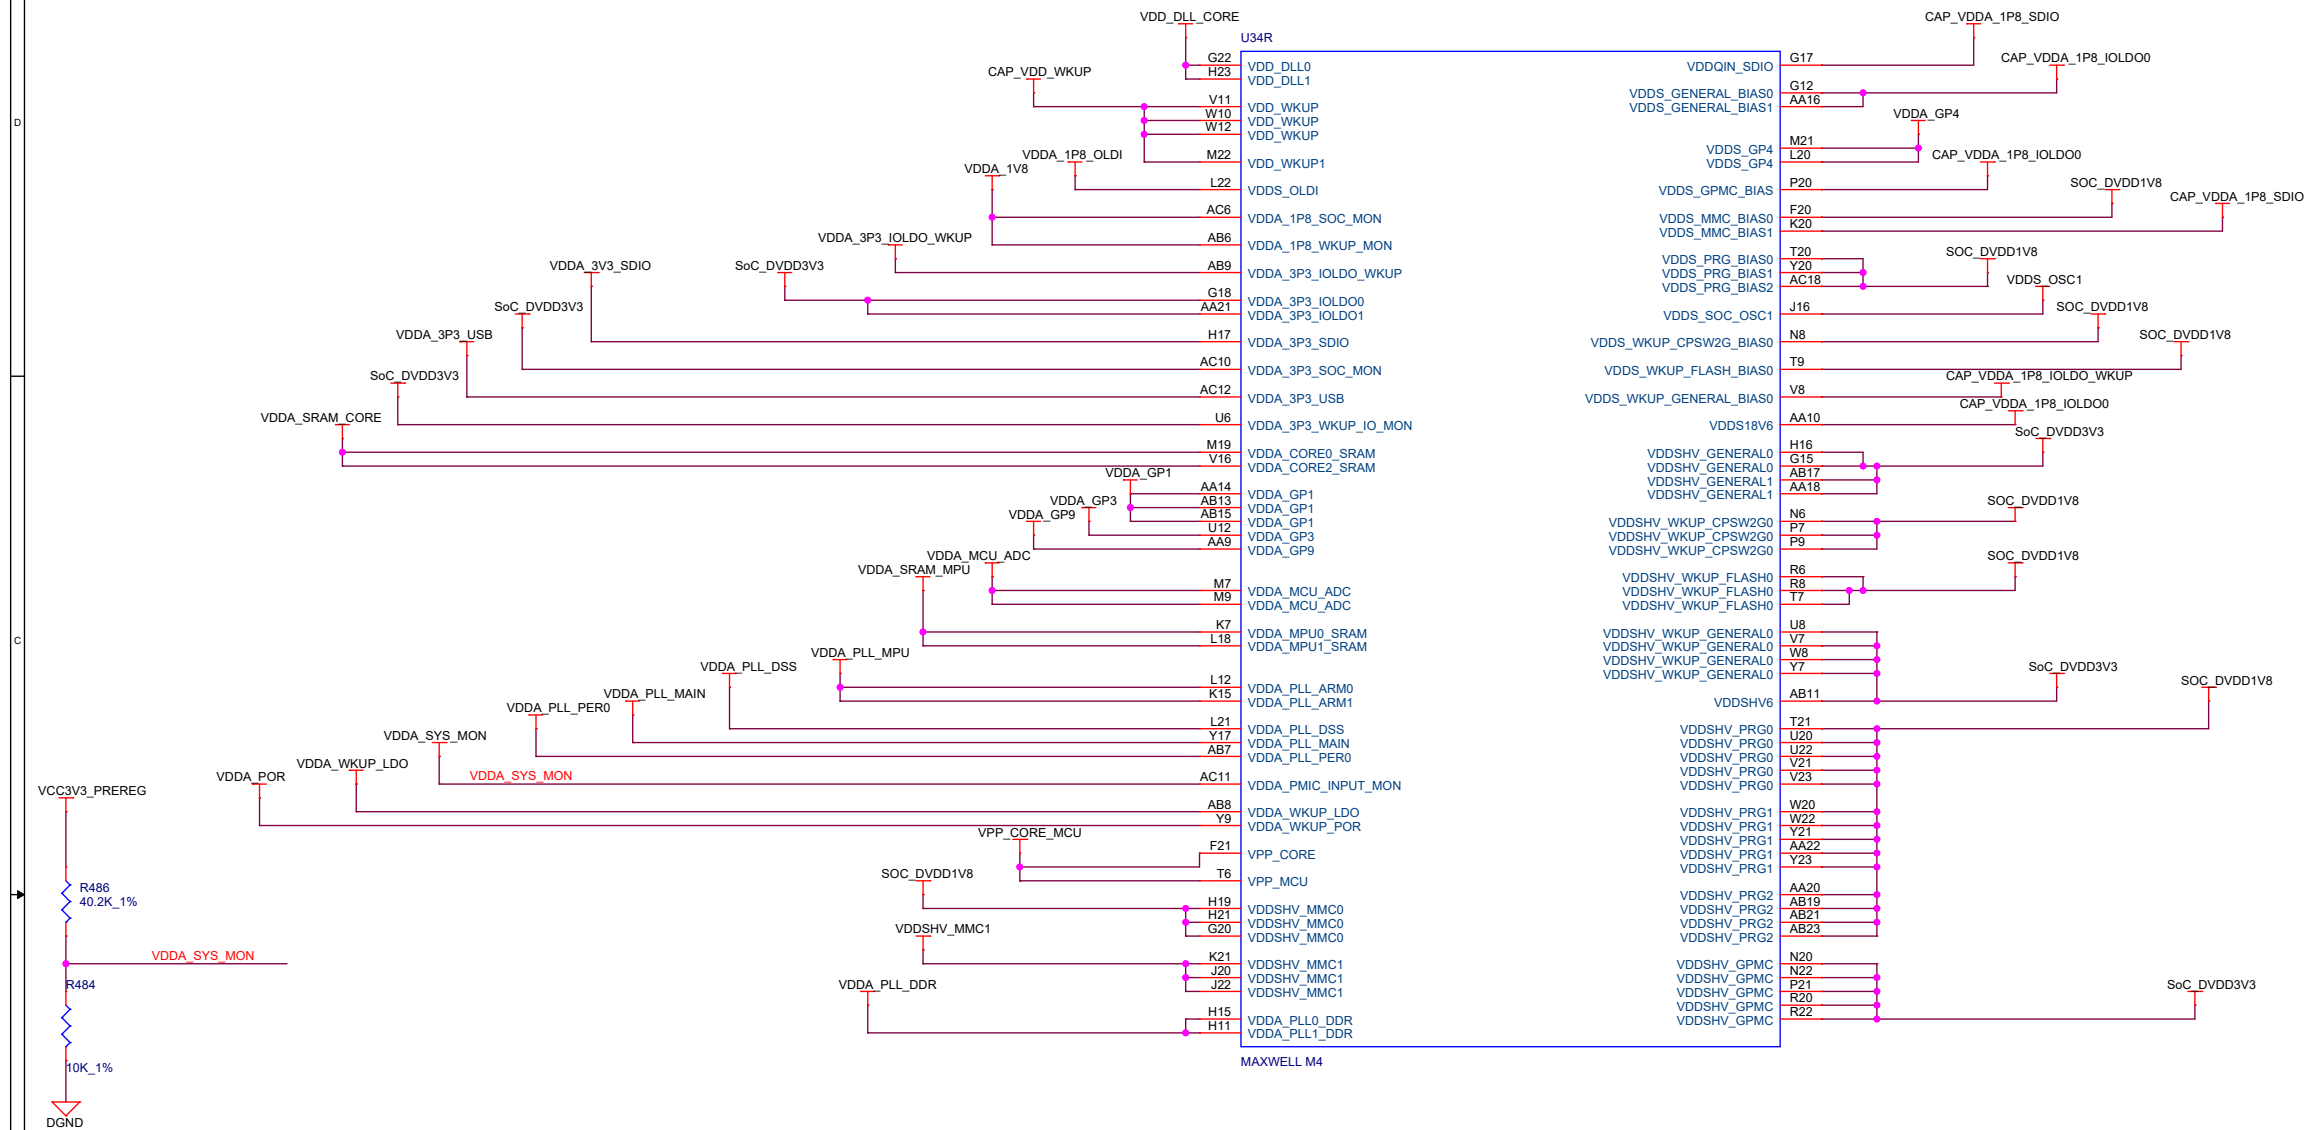 VDD_DLL_CORE
CAP_VDDA_1P8_SDIO
U34R
CAP_VDD_WKUP
G22 VDD_DLL0
H23 VDD_DLL1
VDDQIN_SDIO G17
CAP_VDDA_1P8_IOLDO0
V11 VDD_WKUP
W10 VDD_WKUP
W12 VDD_WKUP
VDDS_GENERAL_BIAS0 G12
VDDS_GENERAL_BIAS1 AA16
D
VDDA_GP4
VDDA_1P8_OLDI
M22 VDD_WKUP1
VDDS_GP4 M21
VDDS_GP4 L20
CAP_VDDA_1P8_IOLDO0
VDDA_1V8
L22 VDDS_OLDI
VDDS_GPMC_BIAS P20
SOC_DVDD1V8
CAP_VDDA_1P8_SDIO
AC6 VDDA_1P8_SOC_MON
VDDS_MMC_BIAS0 F20
VDDS_MMC_BIAS1 K20
VDDA_3P3_IOLDO_WKUP
AB6 VDDA_1P8_WKUP_MON
VDDA_3V3_SDIO
SoC_DVDD3V3
AB9 VDDA_3P3_IOLDO_WKUP
VDDS_PRG_BIAS0 T20
VDDS_PRG_BIAS1 Y20
VDDS_PRG_BIAS2 AC18
SOC_DVDD1V8
VDDS_OSC1
SoC_DVDD3V3
G18 VDDA_3P3_IOLDO0
AA21 VDDA_3P3_IOLDO1
VDDS_SOC_OSC1 J16
SOC_DVDD1V8
VDDA_3P3_USB
H17 VDDA_3P3_SDIO
VDDS_WKUP_CPSW2G_BIAS0 N8
SOC_DVDD1V8
SoC_DVDD3V3
AC10 VDDA_3P3_SOC_MON
VDDS_WKUP_FLASH_BIAS0 T9
CAP_VDDA_1P8_IOLDO_WKUP
AC12 VDDA_3P3_USB
VDDS_WKUP_GENERAL_BIAS0 V8
CAP_VDDA_1P8_IOLDO0
VDDA_SRAM_CORE
U6 VDDA_3P3_WKUP_IO_MON
VDDS18V6 AA10
SoC_DVDD3V3
M19 VDDA_CORE0_SRAM
V16 VDDA_CORE2_SRAM
VDDSHV_GENERAL0 H16
VDDSHV_GENERAL0 G15
VDDSHV_GENERAL1 AB17
VDDSHV_GENERAL1 AA18
VDDA_GP1
VDDA_GP3
VDDA_GP9
AA14 VDDA_GP1
AB13 VDDA_GP1
AB15 VDDA_GP1
U12 VDDA_GP3
AA9 VDDA_GP9
SOC_DVDD1V8
VDDSHV_WKUP_CPSW2G0 N6
VDDSHV_WKUP_CPSW2G0 P7
VDDSHV_WKUP_CPSW2G0 P9
VDDA_MCU_ADC
VDDA_SRAM_MPU
SOC_DVDD1V8
M7 VDDA_MCU_ADC
M9 VDDA_MCU_ADC
VDDSHV_WKUP_FLASH0 R6
VDDSHV_WKUP_FLASH0 R8
VDDSHV_WKUP_FLASH0 T7
C
K7 VDDA_MPU0_SRAM
L18 VDDA_MPU1_SRAM
VDDSHV_WKUP_GENERAL0 U8
VDDSHV_WKUP_GENERAL0 V7
VDDSHV_WKUP_GENERAL0 W8
VDDSHV_WKUP_GENERAL0 Y7
VDDA_PLL_MPU
VDDA_PLL_DSS
SoC_DVDD3V3
SOC_DVDD1V8
VDDA_PLL_MAIN
L12 VDDA_PLL_ARM0
K15 VDDA_PLL_ARM1
VDDSHV6 AB11
VDDA_PLL_PER0
L21 VDDA_PLL_DSS
Y17 VDDA_PLL_MAIN
AB7 VDDA_PLL_PER0
VDDSHV_PRG0 T21
VDDSHV_PRG0 U20
VDDSHV_PRG0 U22
VDDSHV_PRG0 V21
VDDSHV_PRG0 V23
VDDA_SYS_MON
VDDA_WKUP_LDO
VDDA_POR
VDDA_SYS_MON
AC11 VDDA_PMIC_INPUT_MON
VCC3V3_PREREG
AB8 VDDA_WKUP_LDO
Y9 VDDA_WKUP_POR
VDDSHV_PRG1 W20
VDDSHV_PRG1 W22
VDDSHV_PRG1 Y21
VDDSHV_PRG1 AA22
VDDSHV_PRG1 Y23
VPP_CORE_MCU
F21 VPP_CORE
T6 VPP_MCU
SOC_DVDD1V8
R486
40.2K_1%
H19 VDDSHV_MMC0
H21 VDDSHV_MMC0
G20 VDDSHV_MMC0
VDDSHV_PRG2 AA20
VDDSHV_PRG2 AB19
VDDSHV_PRG2 AB21
VDDSHV_PRG2 AB23
VDDSHV_MMC1
VDDA_SYS_MON
K21 VDDSHV_MMC1
J20 VDDSHV_MMC1
J22 VDDSHV_MMC1
VDDSHV_GPMC N20
VDDSHV_GPMC N22
VDDSHV_GPMC P21
VDDSHV_GPMC R20
VDDSHV_GPMC R22
SoC_DVDD3V3
R484
VDDA_PLL_DDR
H15 VDDA_PLL0_DDR
H11 VDDA_PLL1_DDR
10K_1%
MAXWELL M4
DGND